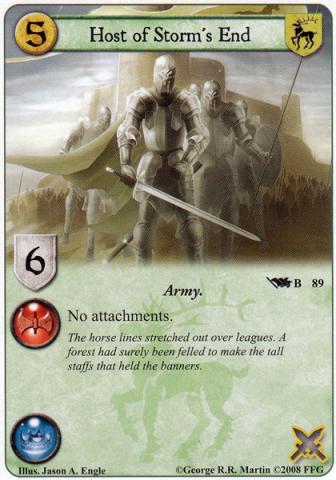 5 Host of Storm's End
6
Army.
B 89
No attachments.
The horse lines stretched out over leagues. A
forest had surely been felled to make the tall
staffs that held the banners.
Illus. Jason A. Engle ©George R.R. Martin ©2008 FFG